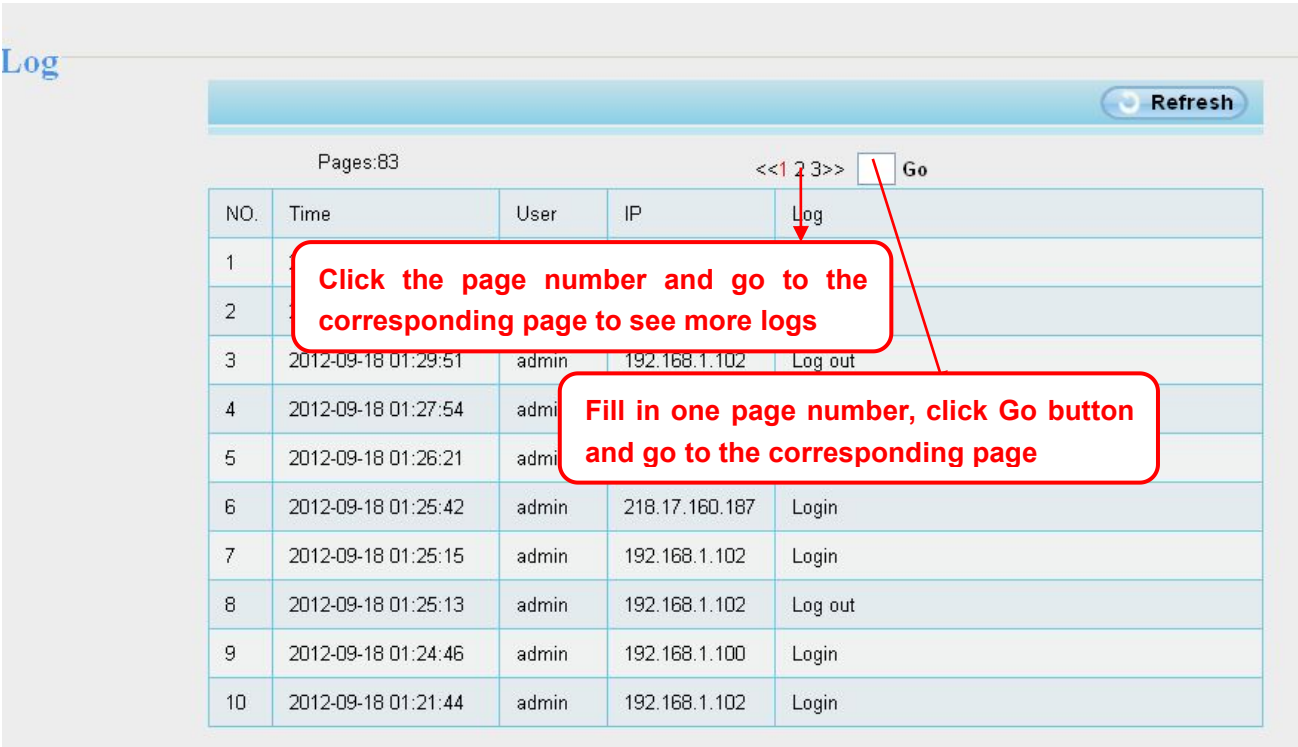 Log
Refresh
Pages:83 <<1 2 3>> Go
NO. Time User IP Log
1
Click the page number and go to the
corresponding page to see more logs
2
3 2012-09-18 01:29:51 admin 192.168.1.102 Log out
4 2012-09-18 01:27:54
Fill in one page number, click Go button
and go to the corresponding page
5 2012-09-18 01:26:21
6 2012-09-18 01:25:42 admin 218.17.160.187 Login
7 2012-09-18 01:25:15 admin 192.168.1.102 Login
8 2012-09-18 01:25:13 admin 192.168.1.102 Log out
9 2012-09-18 01:24:46 admin 192.168.1.100 Login
10 2012-09-18 01:21:44 admin 192.168.1.102 Login